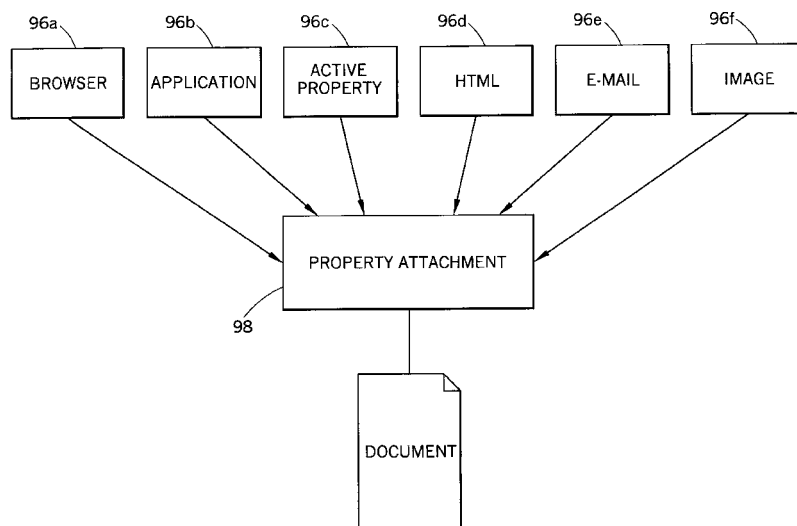 96a
96b
96c
96d
96e
96f
BROWSER
APPLICATION
ACTIVE
PROPERTY
HTML
E-MAIL
IMAGE
PROPERTY ATTACHMENT
98
DOCUMENT